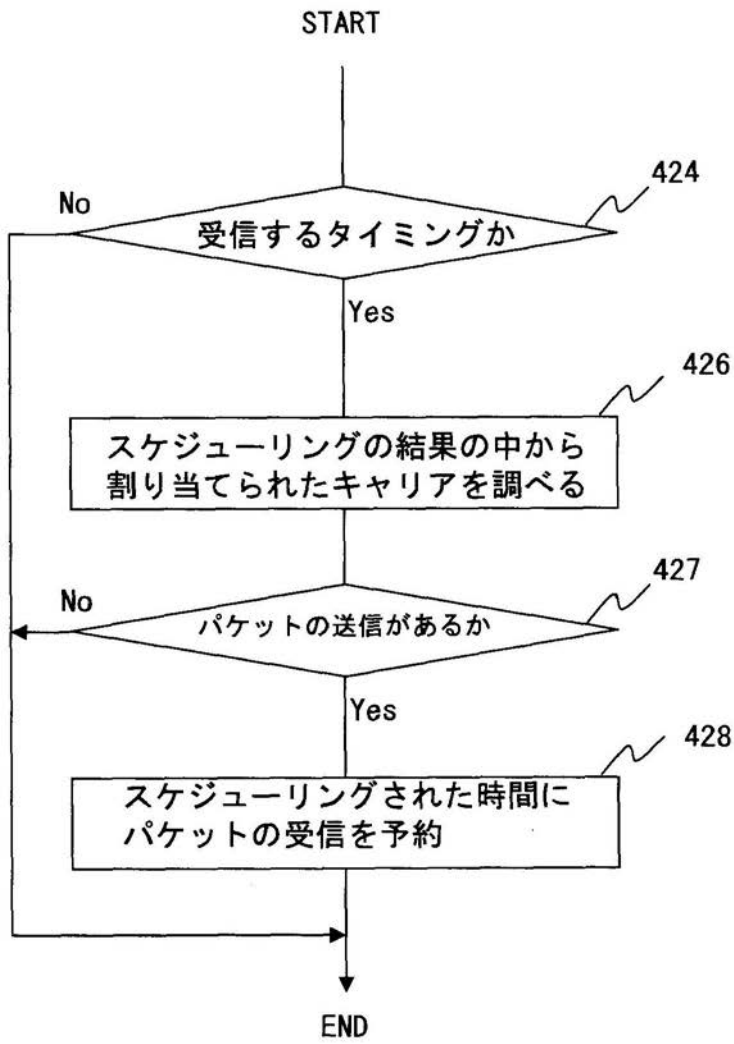 START
424
No
受信するタイミングか
Yes
426
スケジューリングの結果の中から
割り当てられたキャリアを調べる
427
No
パケットの送信があるか
Yes
428
スケジューリングされた時間に
パケットの受信を予約
END